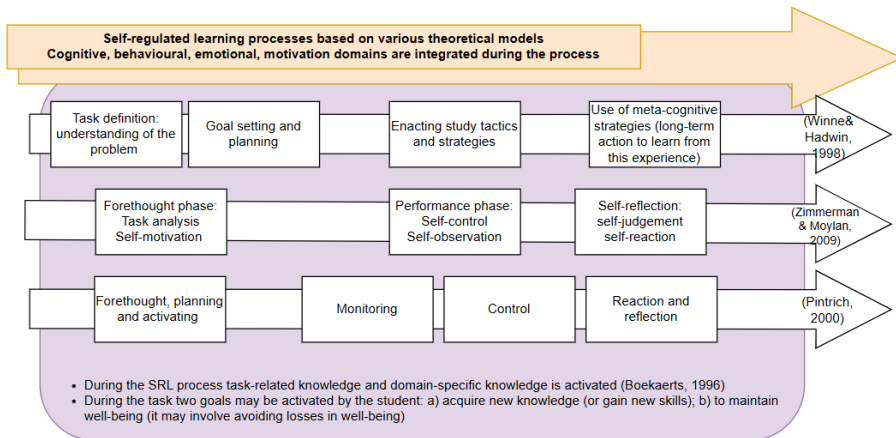 Self-regulated learning processes based on various theoretical models
Cognitive, behavioural, emotional, motivation domains are integrated during the process
Task definition:
understanding of the
problem
Goal setting and
planning
Enacting study tactics
and strategies
Use of meta-cognitive
strategies (long-term
action to learn from
this experience)
(Winne&
Hadwin,
1998)
Forethought phase:
Task analysis
Self-motivation
Performance phase:
Self-control
Self-observation
Self-reflection:
self-judgement
self-reaction
(Zimmerman
& Moylan,
2009)
Forethought, planning
and activating
Monitoring
Control
Reaction and
reflection
(Pintrich,
2000)
• During the SRL process task-related knowledge and domain-specific knowledge is activated (Boekaerts, 1996)
• During the task two goals may be activated by the student: a) acquire new knowledge (or gain new skills); b) to maintain
well-being (it may involve avoiding losses in well-being)